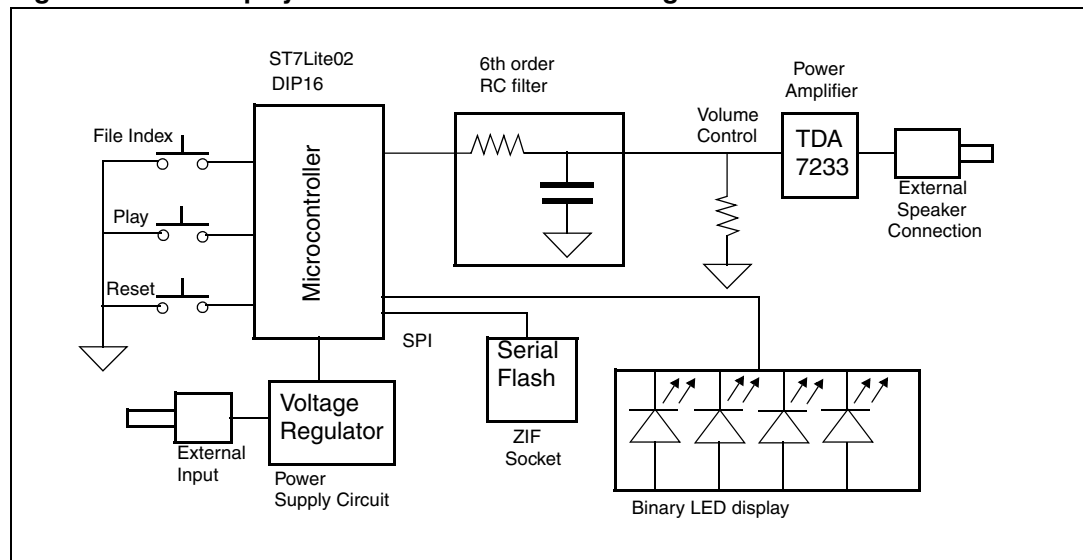 ST7Lite02
DIP16
6th order
RC filter
Power
Amplifier
Volume
Control
File Index
Microcontroller
TDA
7233
Play
External
Speaker
Connection
Reset
SPI
Serial
Flash
Voltage
Regulator
ZIF
Socket
External
Input
Power
Supply Circuit
Binary LED display